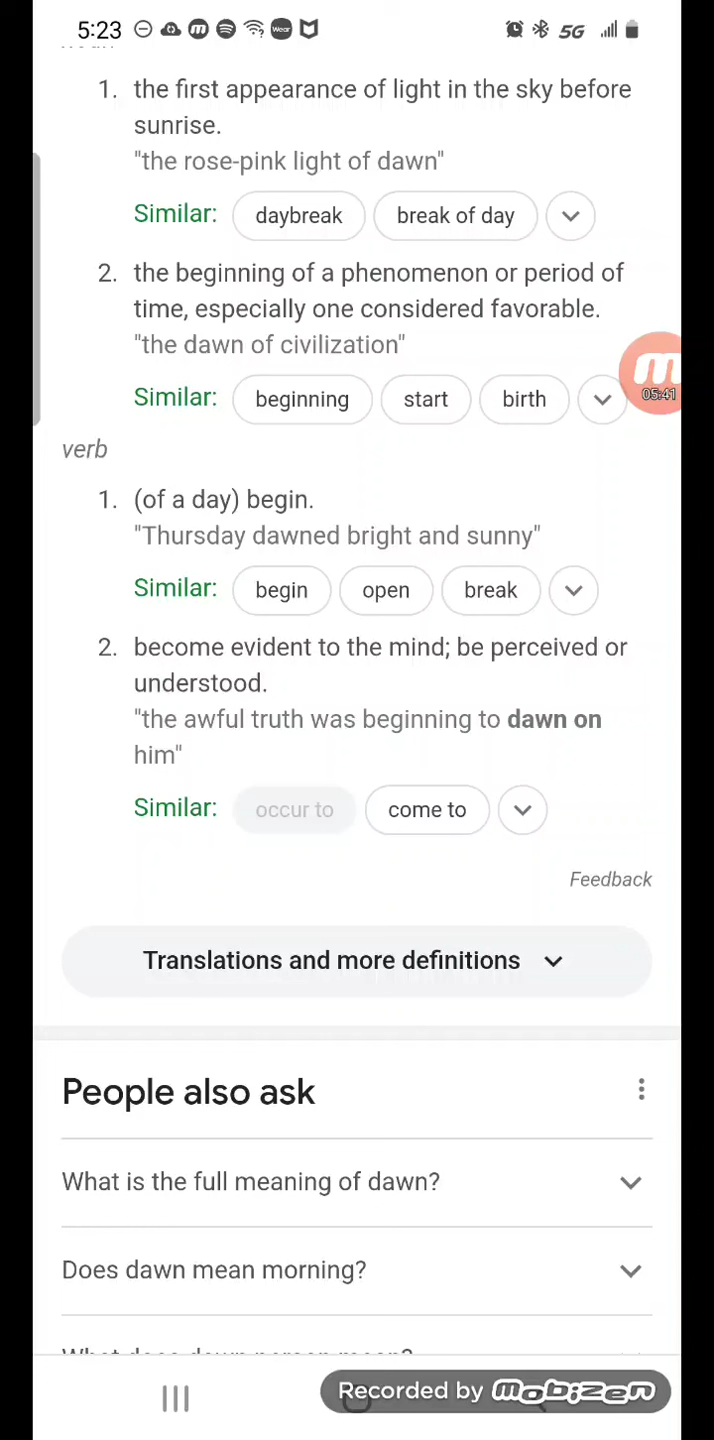 5:23 Wear 5G
1. the first appearance of light in the sky before
sunrise.
"the rose-pink light of dawn"
Similar: daybreak break of day
2. the beginning of a phenomenon or period of
time, especially one considered favorable.
"the dawn of civilization"
m
05:41
Similar: beginning start birth
verb
1. (of a day) begin.
"Thursday dawned bright and sunny"
Similar: begin open break
2. become evident to the mind; be perceived or
understood.
"the awful truth was beginning to dawn on
him"
Similar: occur to come to
Feedback
Translations and more definitions
People also ask
What is the full meaning of dawn?
Does dawn mean morning?
Recorded by mobizen